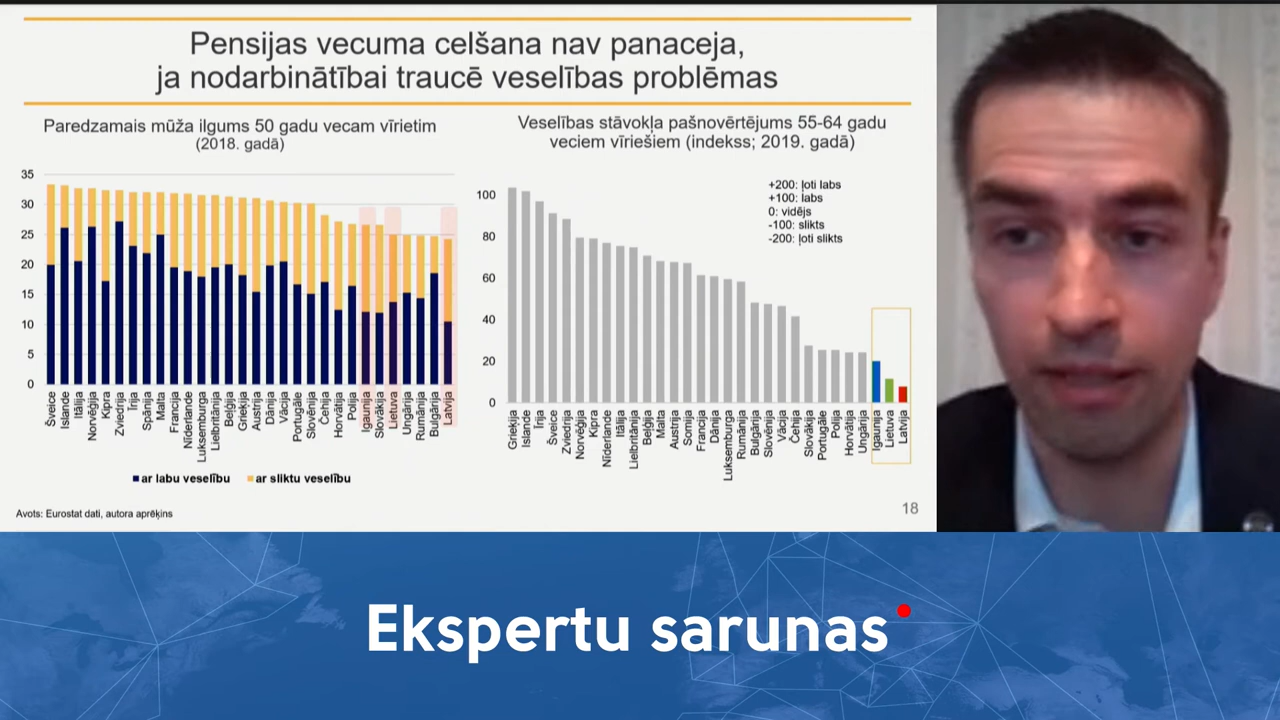 Pensijas vecuma celšana nav panaceja,
ja nodarbinātībai traucē veselības problēmas
Paredzamais mūža ilgums 50 gadu vecam vīrietim
(2018. gadā)
35
30
25
20
15
10
5
0
Šveice
Islande
Itālija
Norvēģija
Kipra
Zviedrija
Īrija
Spānija
Malta
Francija
Nīderlande
Luksemburga
Lielbritānija
Beļģija
Grieķija
Austrija
Dānija
Vācija
Portugāle
Slovēnija
Čehija
Horvātija
Polija
Igaunija
Slovākija
Lietuva
Ungārija
Rumānija
Bulgārija
Latvija
ar labu veselību
ar sliktu veselību
Veselības stāvokļa pašnovērtējums 55-64 gadu
veciem vīriešiem (indekss; 2019. gadā)
+200: ļoti labs
+100: labs
0: vidējs
-100: slikts
-200: ļoti slikts
100
80
60
40
20
0
Grieķija
Islande
Īrija
Šveice
Zviedrija
Norvēģija
Kipra
Nīderlande
Itālija
Lielbritānija
Beļģija
Malta
Austrija
Somija
Francija
Dānija
Luksemburga
Rumānija
Bulgārija
Slovēnija
Vācija
Čehija
Slovākija
Portugāle
Polija
Horvātija
Ungārija
Igaunija
Lietuva
Latvija
Avots: Eurostat dati, autora aprēķins
18
Ekspertu sarunas